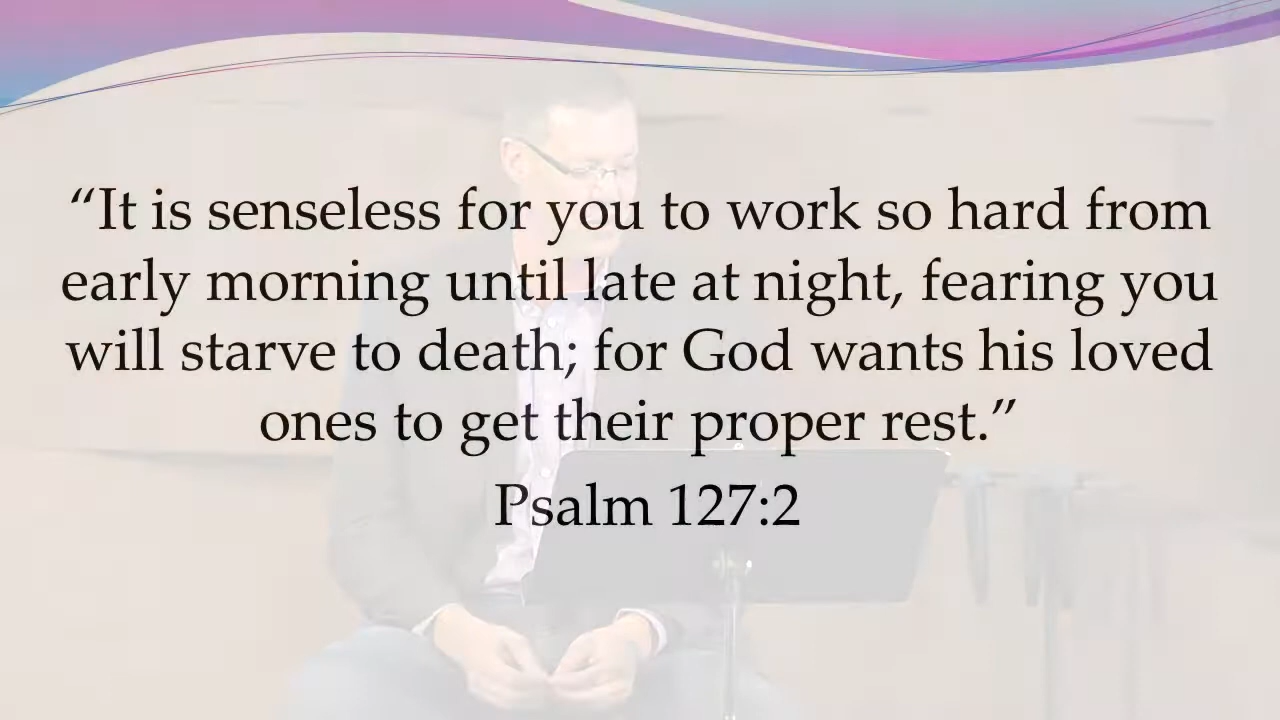 “It is senseless for you to work so hard from
early morning until late at night, fearing you
will starve to death; for God wants his loved
ones to get their proper rest.”
Psalm 127:2